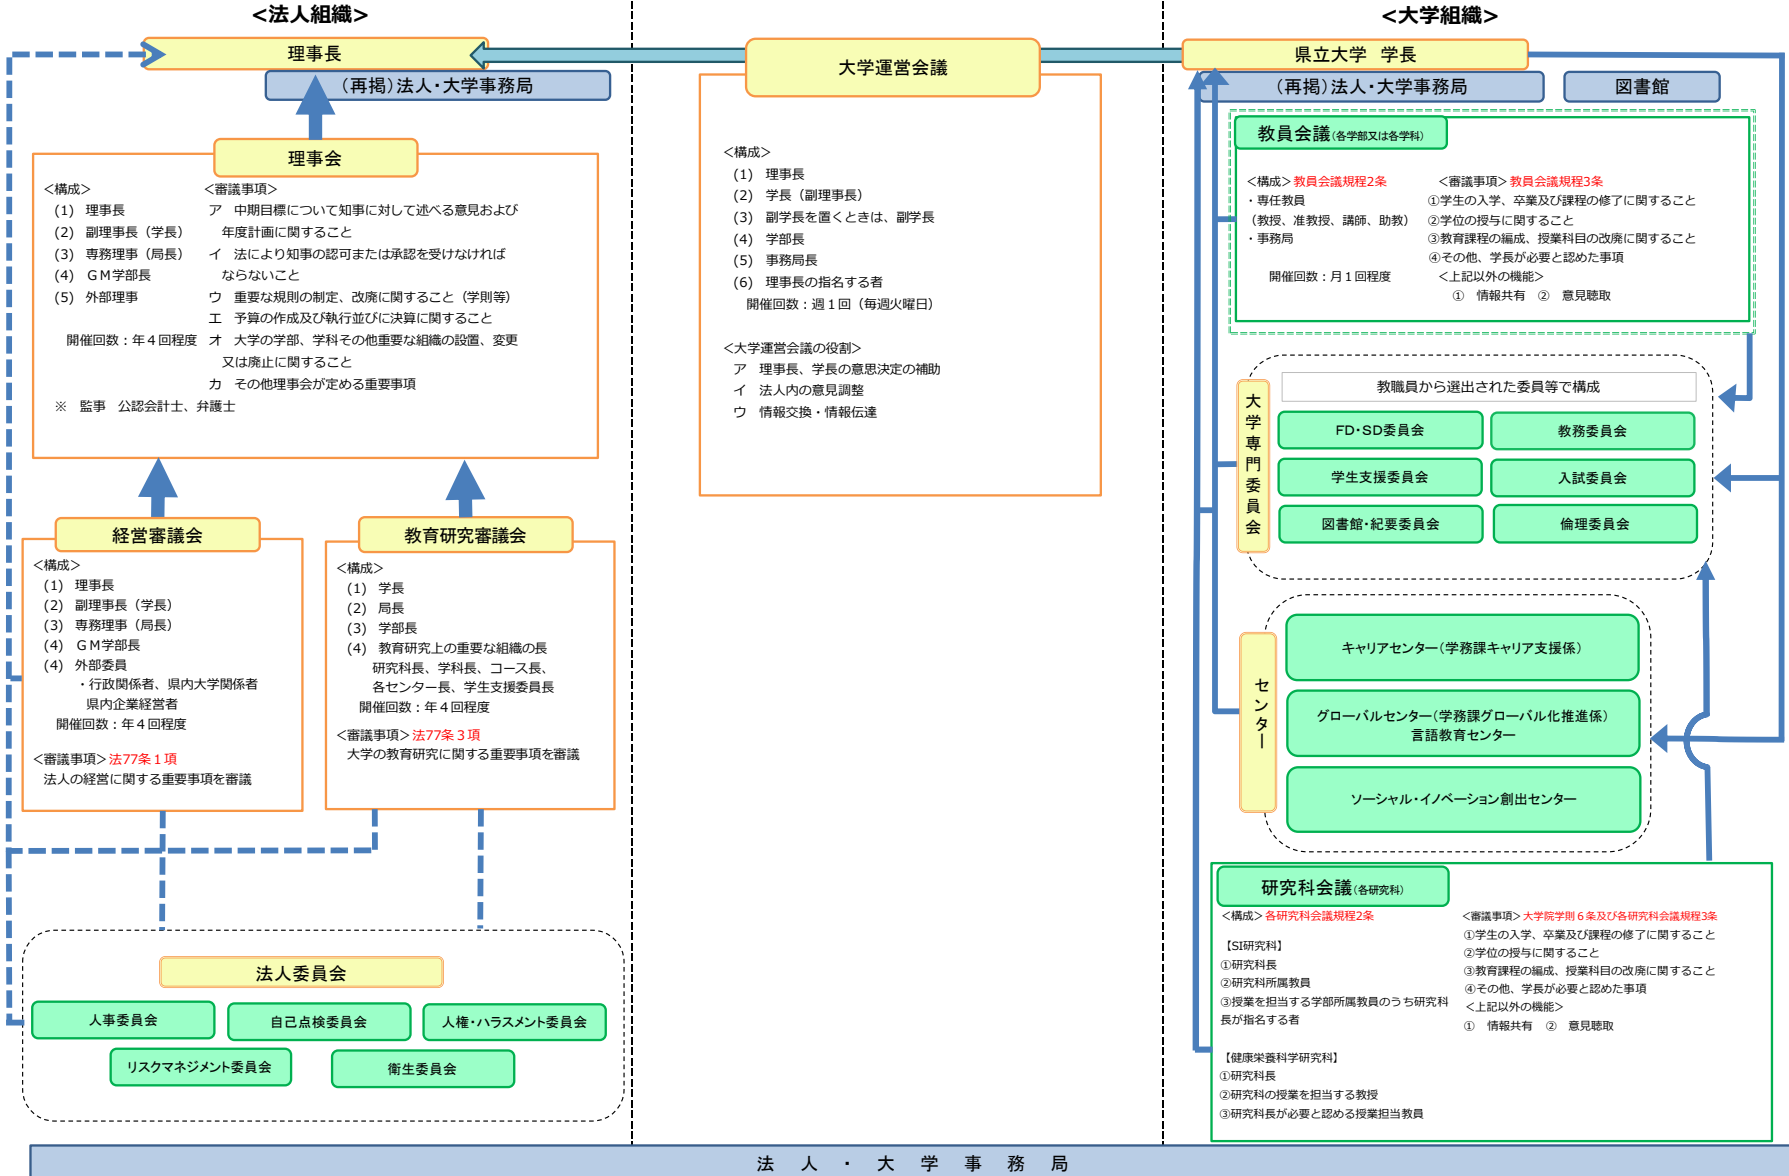 <法人組織>
理事長
(再掲)法人・大学事務局
理事会
＜構成＞
(1) 理事長
(2) 副理事長（学長）
(3) 専務理事（局長）
(4) ＧＭ学部長
(5) 外部理事
開催回数：年４回程度
※ 監事 公認会計士、弁護士
＜審議事項＞
ア 中期目標について知事に対して述べる意見および
年度計画に関すること
イ 法により知事の認可または承認を受けなければ
ならないこと
ウ 重要な規則の制定、改廃に関すること（学則等）
エ 予算の作成及び執行並びに決算に関すること
オ 大学の学部、学科その他重要な組織の設置、変更
又は廃止に関すること
カ その他理事会が定める重要事項
経営審議会
＜構成＞
(1) 理事長
(2) 副理事長（学長）
(3) 専務理事（局長）
(4) ＧＭ学部長
(4) 外部委員
・行政関係者、県内大学関係者
県内企業経営者
開催回数：年４回程度
＜審議事項＞法77条１項
法人の経営に関する重要事項を審議
教育研究審議会
＜構成＞
(1) 学長
(2) 局長
(3) 学部長
(4) 教育研究上の重要な組織の長
研究科長、学科長、コース長、
各センター長、学生支援委員長
開催回数：年４回程度
＜審議事項＞法77条３項
大学の教育研究に関する重要事項を審議
法人委員会
人事委員会
自己点検委員会
人権・ハラスメント委員会
リスクマネジメント委員会
衛生委員会
大学運営会議
＜構成＞
(1) 理事長
(2) 学長（副理事長）
(3) 副学長を置くときは、副学長
(4) 学部長
(5) 事務局長
(6) 理事長の指名する者
開催回数：週１回（毎週火曜日）
＜大学運営会議の役割＞
ア 理事長、学長の意思決定の補助
イ 法人内の意見調整
ウ 情報交換・情報伝達
<大学組織>
県立大学 学長
(再掲)法人・大学事務局
図書館
教員会議(各学部又は各学科)
＜構成＞教員会議規程2条
・専任教員
（教授、准教授、講師、助教）
・事務局
開催回数：月１回程度
＜審議事項＞教員会議規程3条
①学生の入学、卒業及び課程の修了に関すること
②学位の授与に関すること
③教育課程の編成、授業科目の改廃に関すること
④その他、学長が必要と認めた事項
＜上記以外の機能＞
① 情報共有 ② 意見聴取
大学専門委員会
教職員から選出された委員等で構成
FD・SD委員会
教務委員会
学生支援委員会
入試委員会
図書館・紀要委員会
倫理委員会
センター
キャリアセンター(学務課キャリア支援係)
グローバルセンター(学務課グローバル化推進係)
言語教育センター
ソーシャル・イノベーション創出センター
研究科会議(各研究科)
＜構成＞各研究科会議規程2条
【SI研究科】
①研究科長
②研究科所属教員
③授業を担当する学部所属教員のうち研究科
長が指名する者
【健康栄養科学研究科】
①研究科長
②研究科の授業を担当する教授
③研究科長が必要と認める授業担当教員
＜審議事項＞大学院学則６条及び各研究科会議規程3条
①学生の入学、卒業及び課程の修了に関すること
②学位の授与に関すること
③教育課程の編成、授業科目の改廃に関すること
④その他、学長が必要と認めた事項
＜上記以外の機能＞
① 情報共有 ② 意見聴取
法人・大学事務局